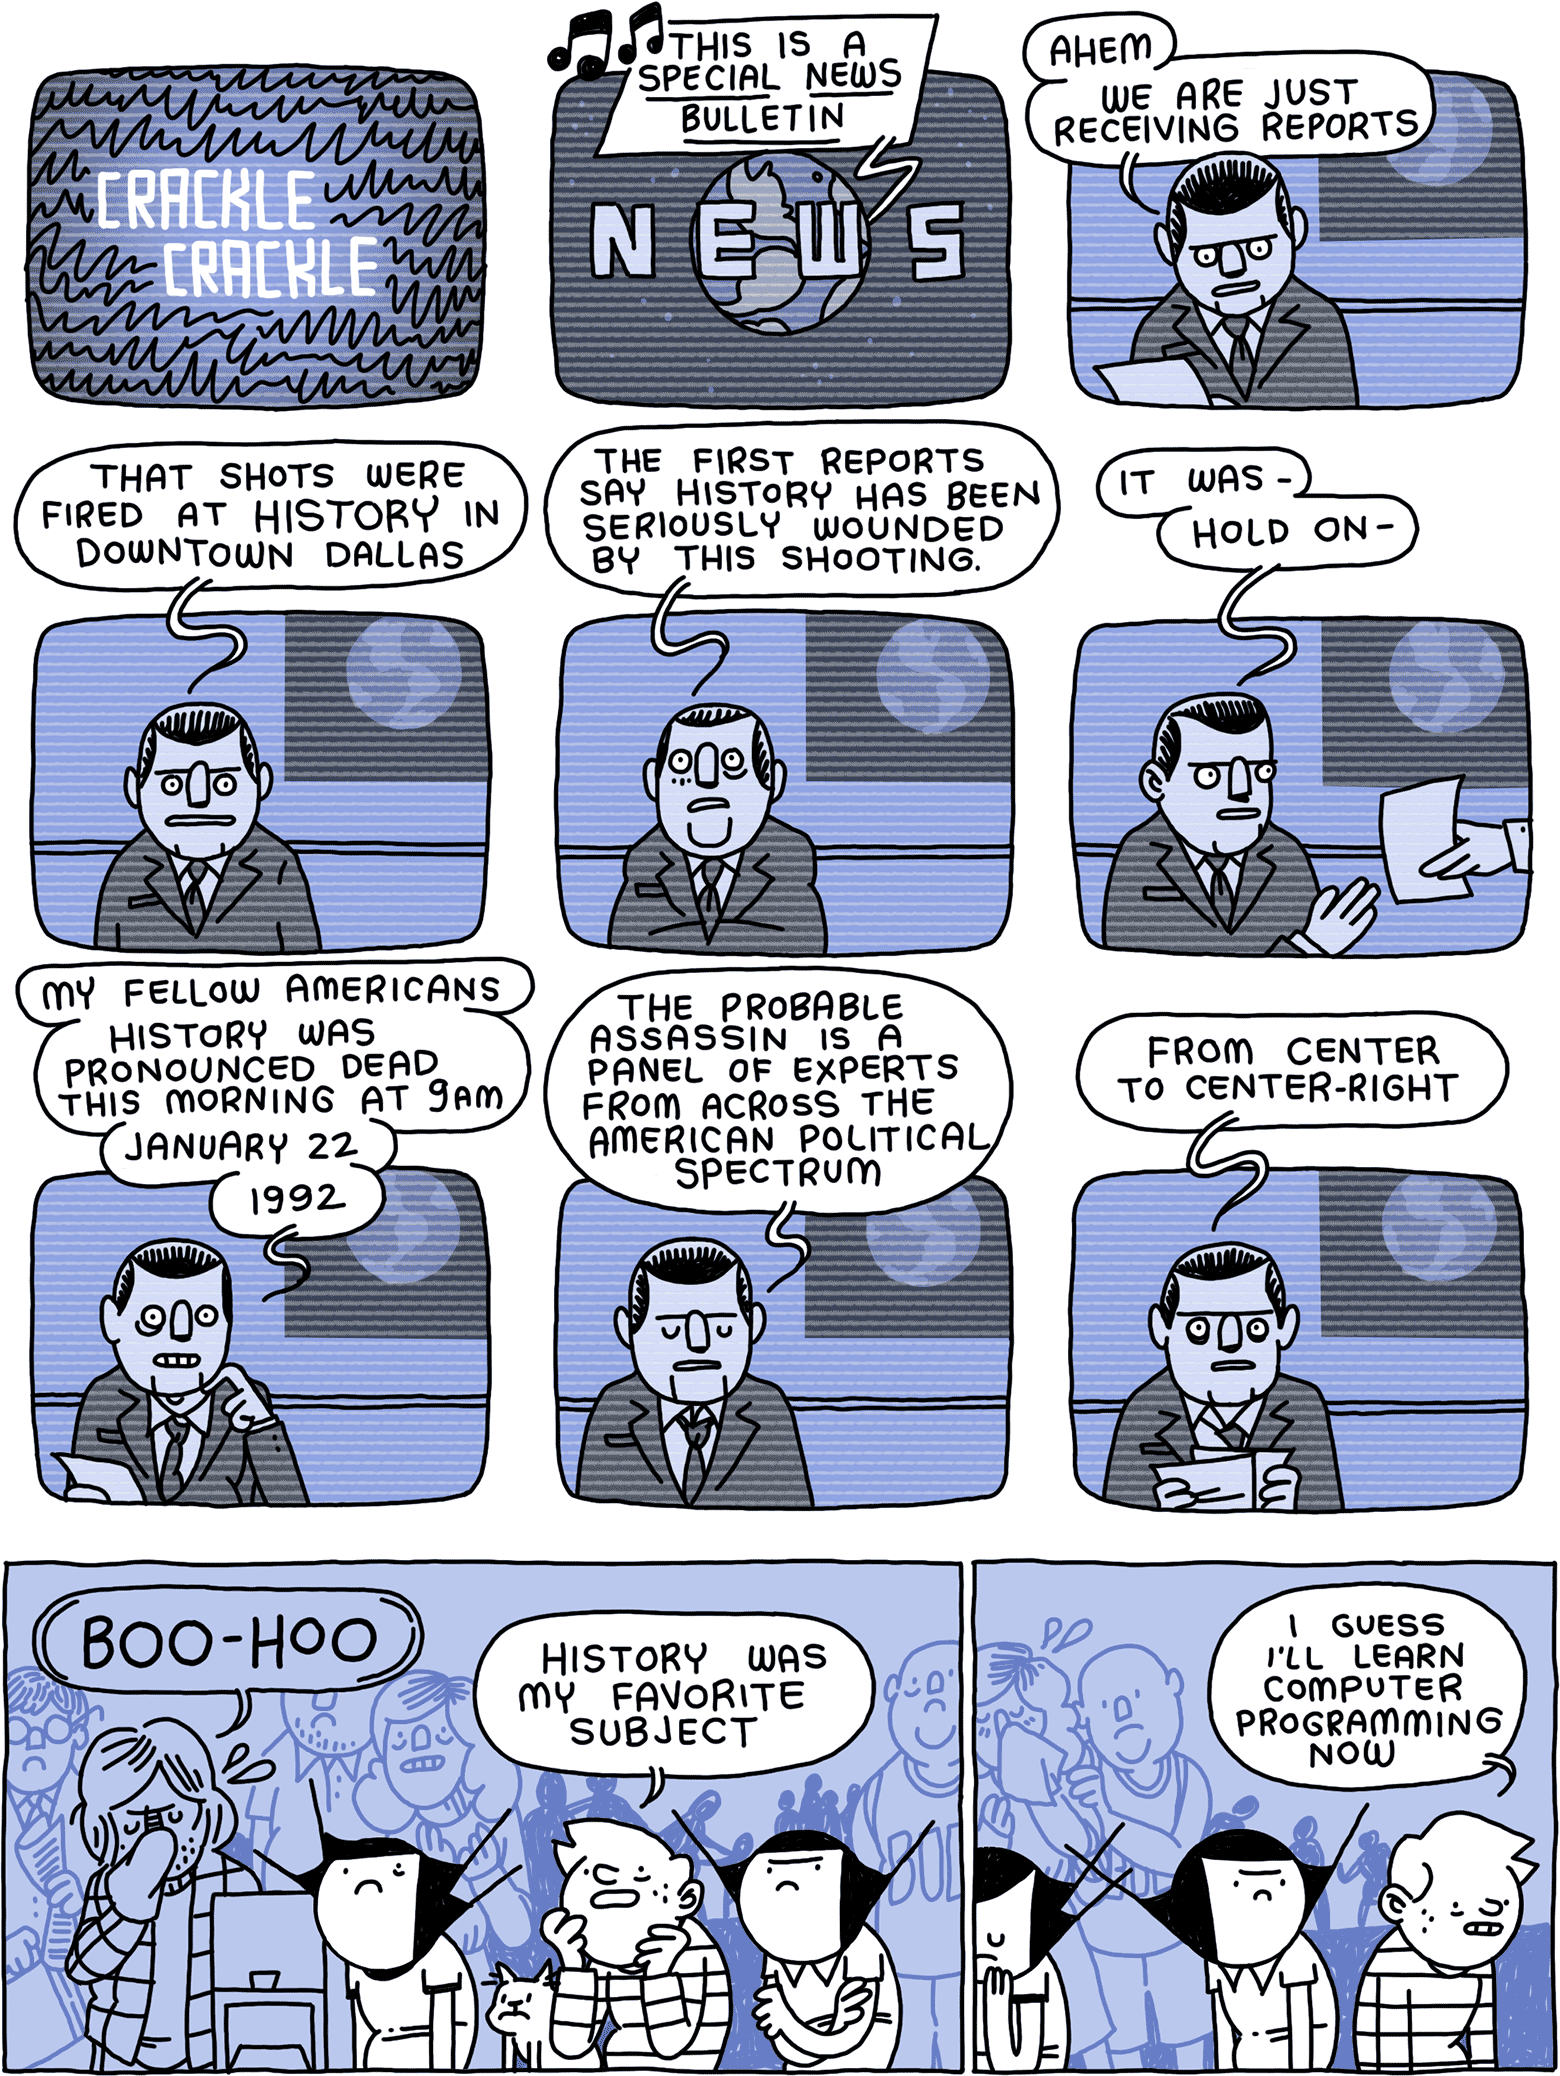 CRACKLE
CRACKLE
THIS IS A
SPECIAL NEWS
BULLETIN
NEWS
AHEM
WE ARE JUST
RECEIVING REPORTS
THAT SHOTS WERE
FIRED AT HISTORY IN
DOWNTOWN DALLAS
THE FIRST REPORTS
SAY HISTORY HAS BEEN
SERIOUSLY WOUNDED
BY THIS SHOOTING.
IT WAS -
HOLD ON -
MY FELLOW AMERICANS
HISTORY WAS
PRONOUNCED DEAD
THIS MORNING AT 9AM
JANUARY 22
1992
THE PROBABLE
ASSASSIN IS A
PANEL OF EXPERTS
FROM ACROSS THE
AMERICAN POLITICAL
SPECTRUM
FROM CENTER
TO CENTER-RIGHT
BOO-HOO
HISTORY WAS
MY FAVORITE
SUBJECT
I GUESS
I'LL LEARN
COMPUTER
PROGRAMMING
NOW